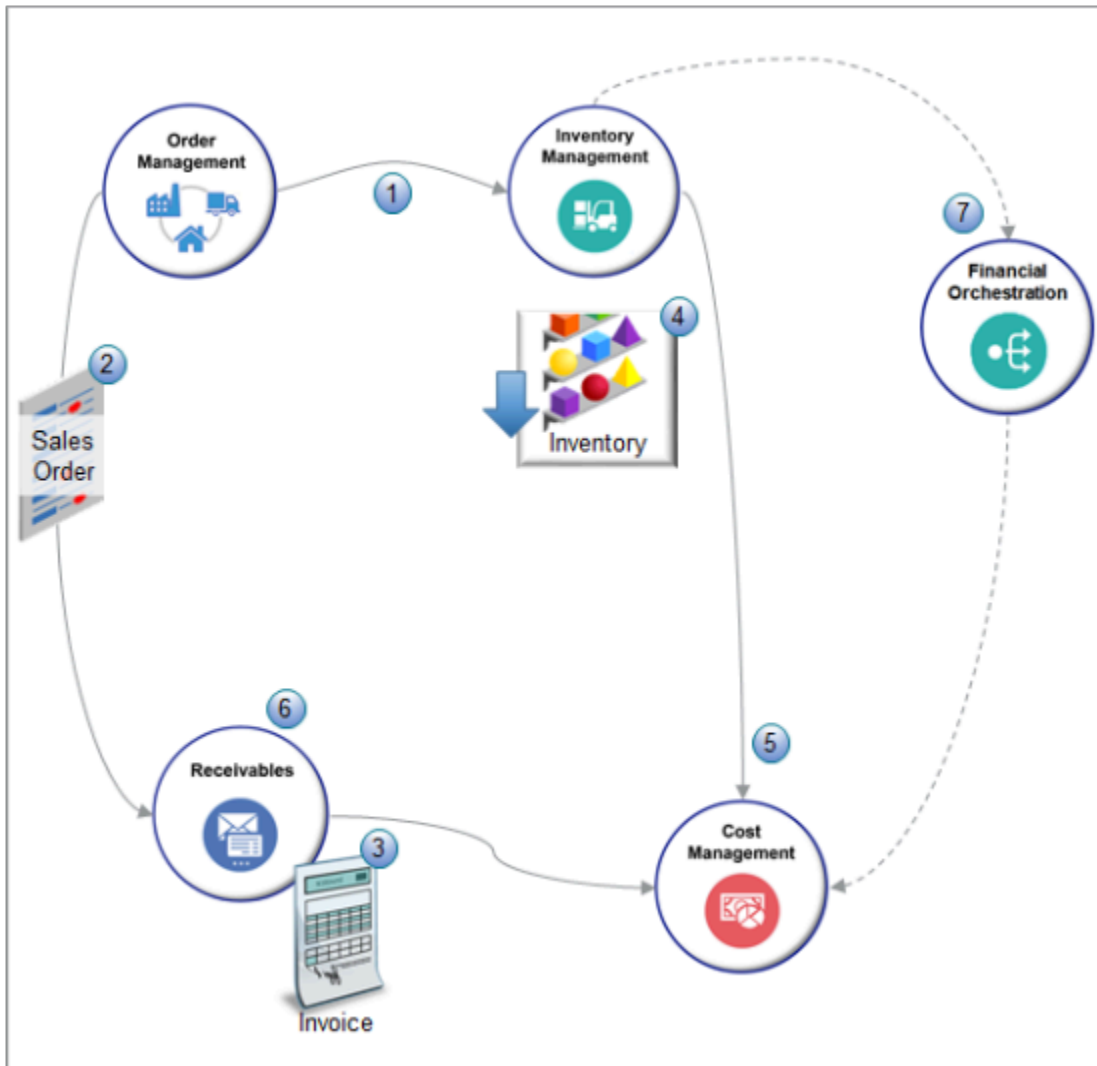 Order
Management
1
Inventory
Management
7
Financial
Orchestration
2
Sales
Order
4
Inventory
6
Receivables
5
Cost
Management
3
Invoice